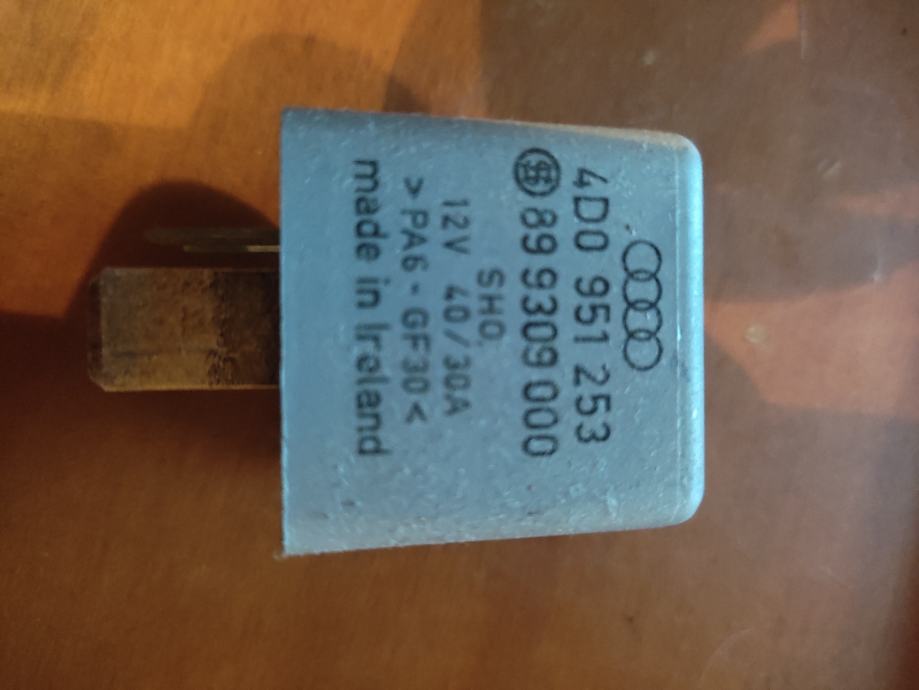 4D0 951 253
89 9309 000
SHO.
12V 40/30A
>PA6-GF30<
made in Ireland